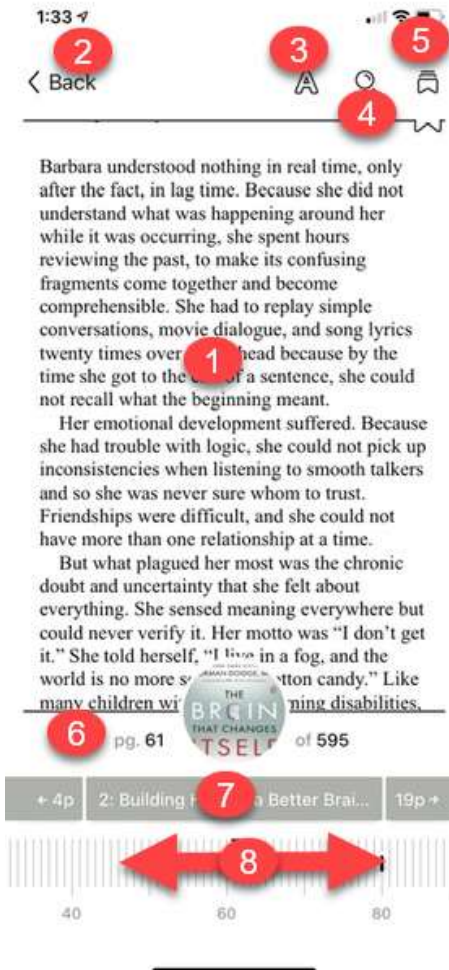 1:33
2
3
5
Back
A
4
Barbara understood nothing in real time, only
after the fact, in lag time. Because she did not
understand what was happening around her
while it was occurring, she spent hours
reviewing the past, to make its confusing
fragments come together and become
comprehensible. She had to replay simple
conversations, movie dialogue, and song lyrics
twenty times over head because by the
1
time she got to the of a sentence, she could
not recall what the beginning meant.
Her emotional development suffered. Because
she had trouble with logic, she could not pick up
inconsistencies when listening to smooth talkers
and so she was never sure whom to trust.
Friendships were difficult, and she could not
have more than one relationship at a time.
But what plagued her most was the chronic
doubt and uncertainty that she felt about
everything. She sensed meaning everywhere but
could never verify it. Her motto was “I don’t get
it.” She told herself, “I live in a fog, and the
world is no more candy.” Like
many children disabilities,
THE
BRAIN
THAT CHANGES
ITSELF
6
pg. 61 of 595
← 4p 2: Building a Better Brai... 19p →
7
8
40 60 80